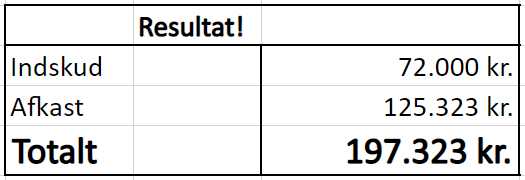 Resultat!
Indskud 72.000 kr.
Afkast 125.323 kr.
Totalt 197.323 kr.